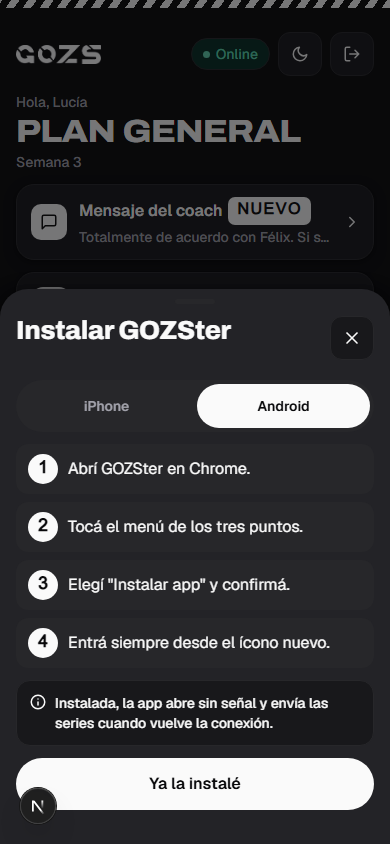 GOZS
Online
Hola, Lucía
PLAN GENERAL
Semana 3
Mensaje del coach NUEVO
Totalmente de acuerdo con Félix. Si s...
Instalar GOZSter
iPhone
Android
1 Abrí GOZSter en Chrome.
2 Tocá el menú de los tres puntos.
3 Elegí "Instalar app" y confirmá.
4 Entrá siempre desde el ícono nuevo.
Instalada, la app abre sin señal y envía las
series cuando vuelve la conexión.
Ya la instalé
N